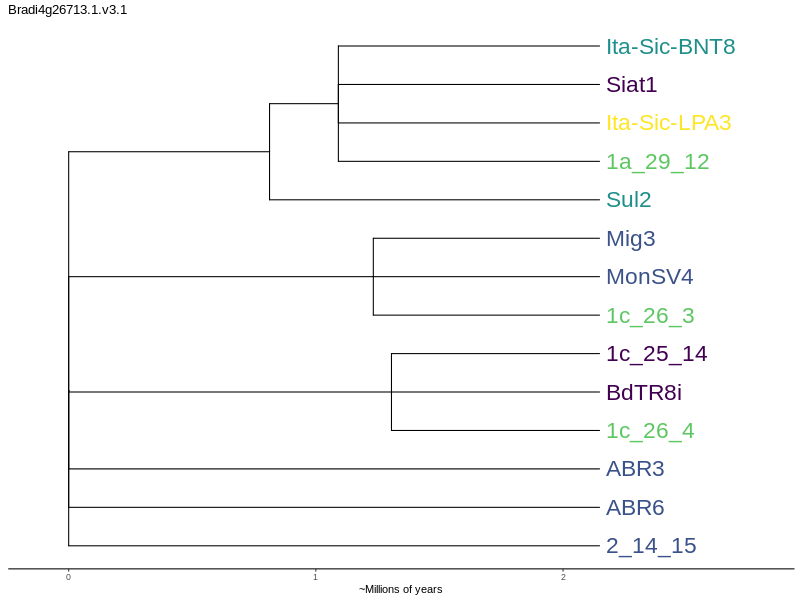 Bradi4g26713.1.v3.1
Ita-Sic-BNT8
Siat1
Ita-Sic-LPA3
1a_29_12
Sul2
Mig3
MonSV4
1c_26_3
1c_25_14
BdTR8i
1c_26_4
ABR3
ABR6
2_14_15
0 1 2
~Millions of years